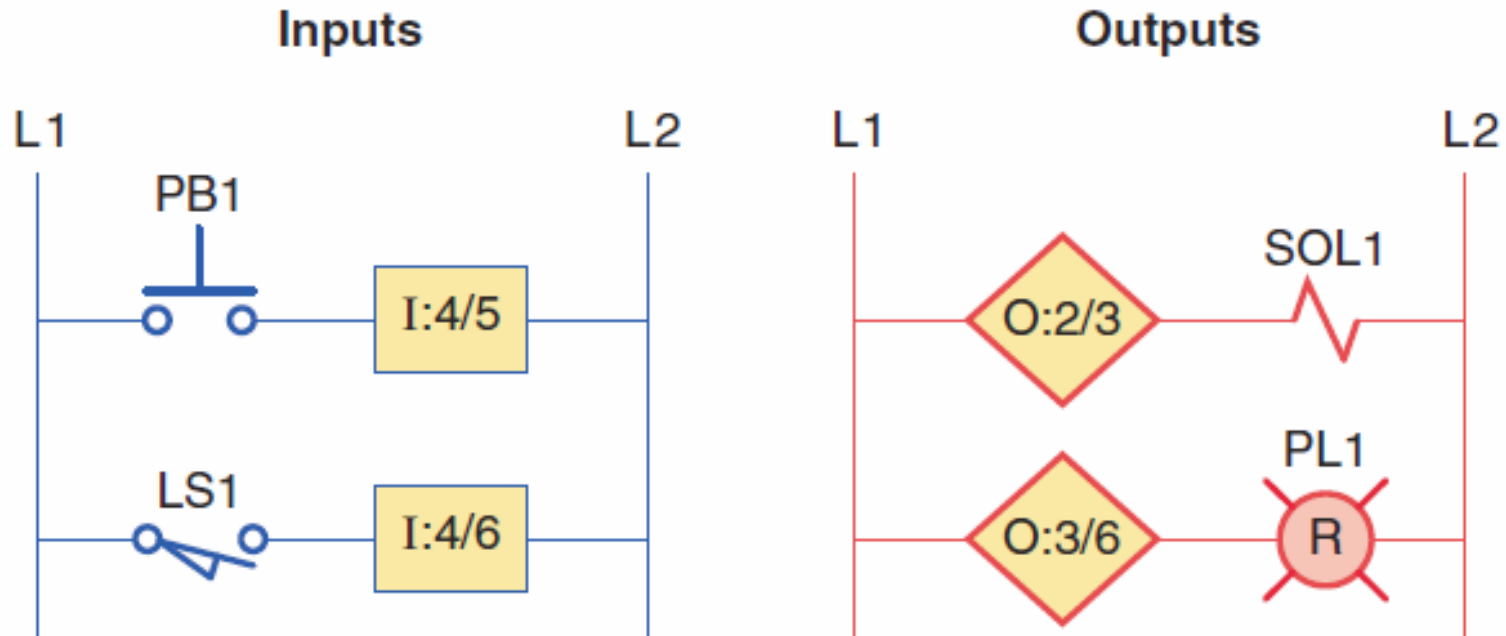 Inputs
Outputs
L1
L2
L1
L2
PB1
I:4/5
SOL1
O:2/3
LS1
I:4/6
PL1
O:3/6
R